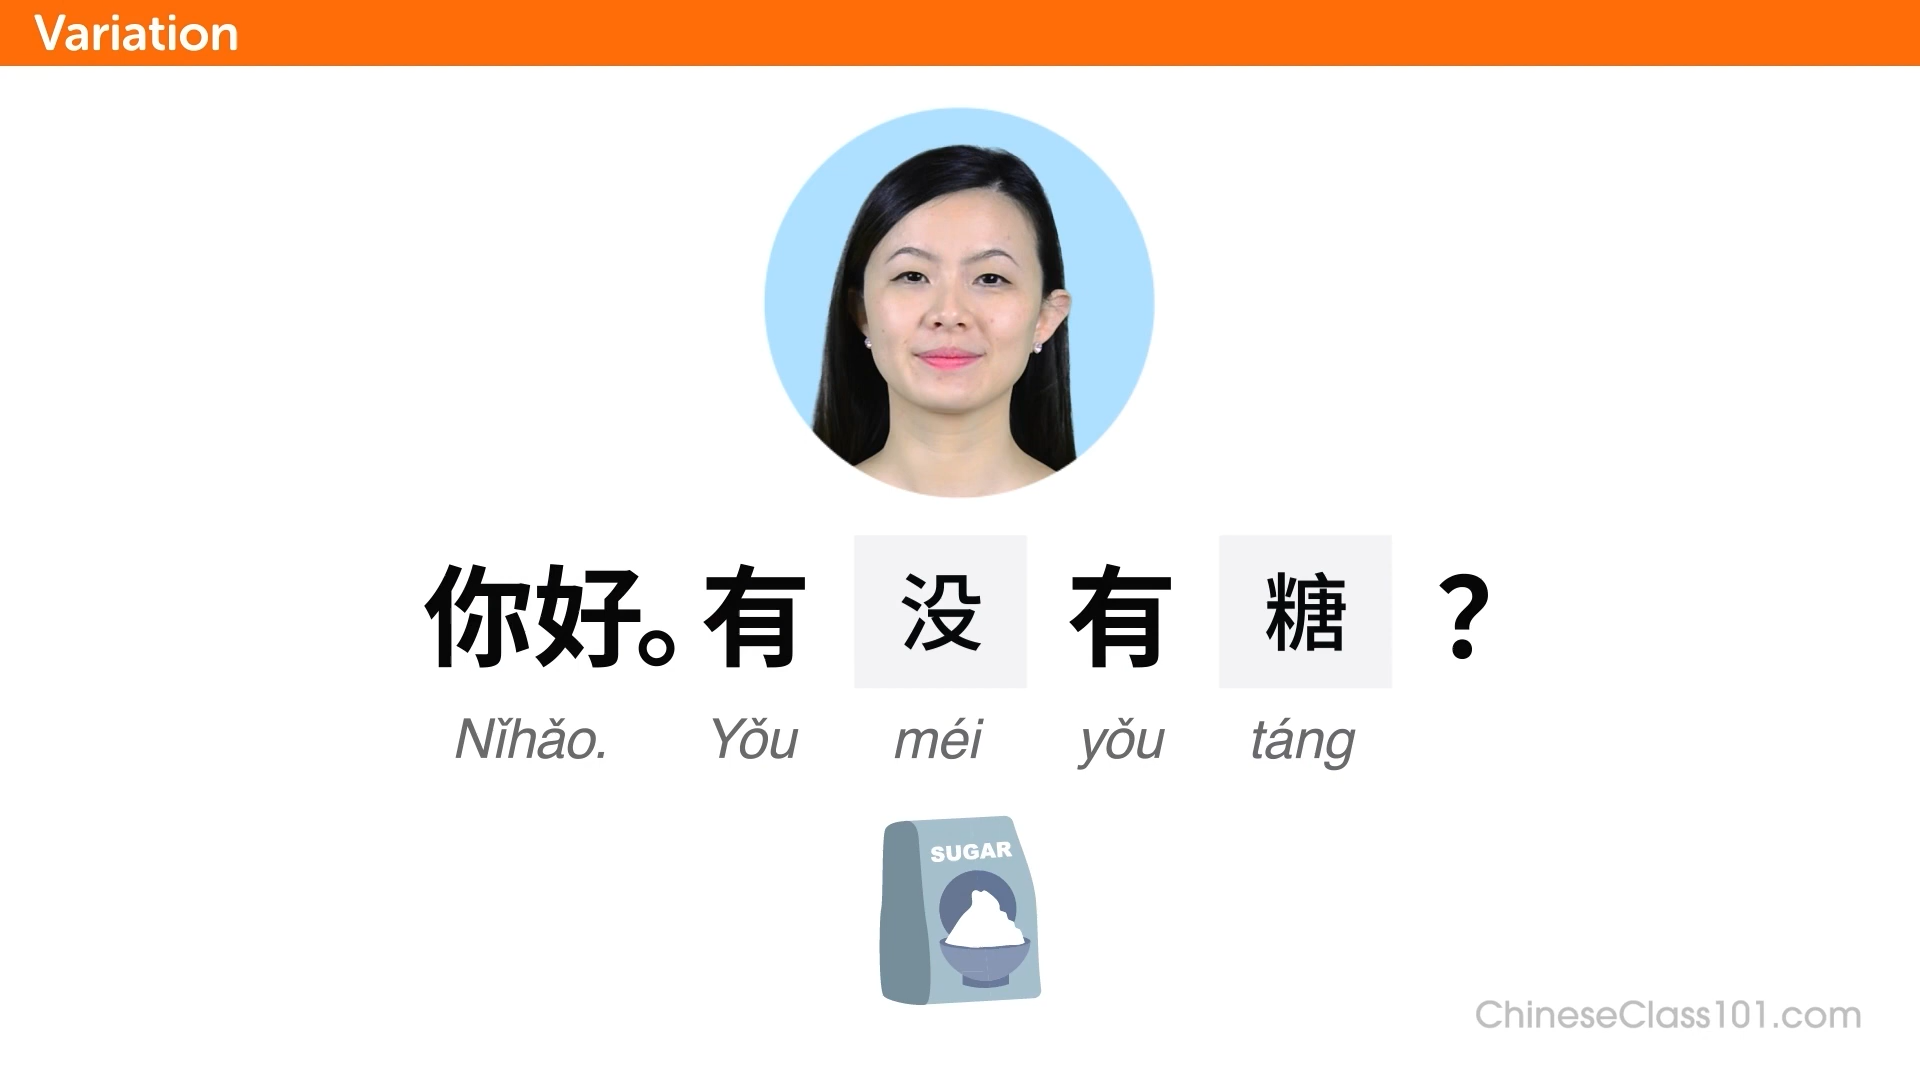 Variation
你好。有 没 有 糖 ？
Nǐhǎo. Yǒu méi yǒu táng
SUGAR
ChineseClass101.com